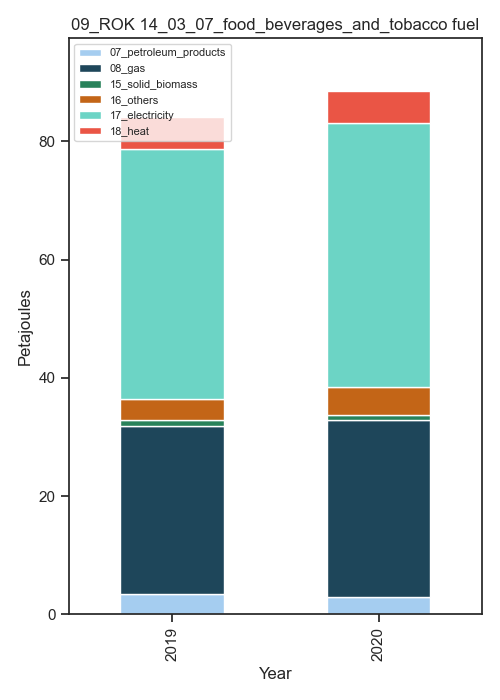 09_ROK 14_03_07_food_beverages_and_tobacco fuel
07_petroleum_products
08_gas
15_solid_biomass
16_others
17_electricity
18_heat
80
60
40
20
0
Petajoules
2019
2020
Year